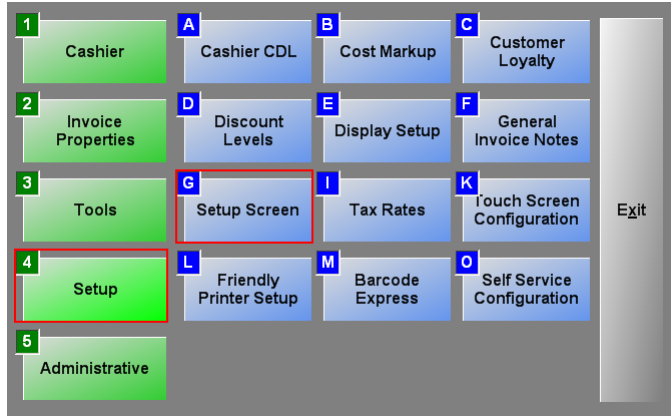 1
Cashier
A
Cashier CDL
B
Cost Markup
C
Customer
Loyalty
2
Invoice
Properties
D
Discount
Levels
E
Display Setup
F
General
Invoice Notes
3
Tools
G
Setup Screen
I
Tax Rates
K
Touch Screen
Configuration
Exit
4
Setup
L
Friendly
Printer Setup
M
Barcode
Express
O
Self Service
Configuration
5
Administrative